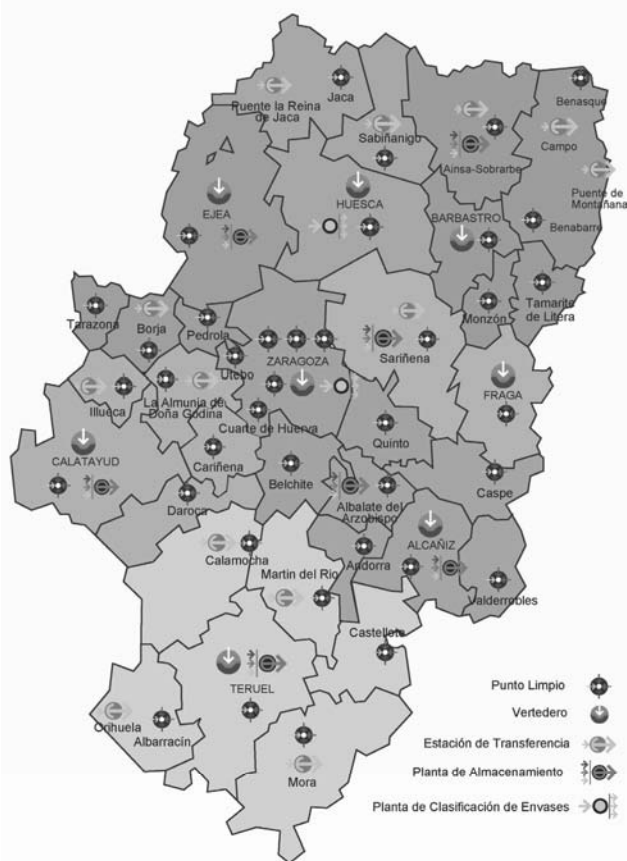 Puente la Reina
de Jaca
Jaca
Sabiñanigo
Benasque
Campo
Ainsa-Sobrarbe
Puente de
Montañana
EJEA
HUESCA
BARBASTRO
Benabarre
Tarazona
Borja
Pedrola
Monzón
Tamarite
de Litera
Utebo
ZARAGOZA
Sariñena
Illueca
La Almunia de
Doña Godina
FRAGA
Cuarte de Huerva
Quinto
CALATAYUD
Cariñena
Belchite
Caspe
Daroca
Albalate del
Arzobispo
ALCAÑIZ
Calamocha
Andorra
Martin del Rio
Valderrobles
Castellote
TERUEL
Orihuela
Albarracín
Mora
Punto Limpio
Vertedero
Estación de Transferencia
Planta de Almacenamiento
Planta de Clasificación de Envases